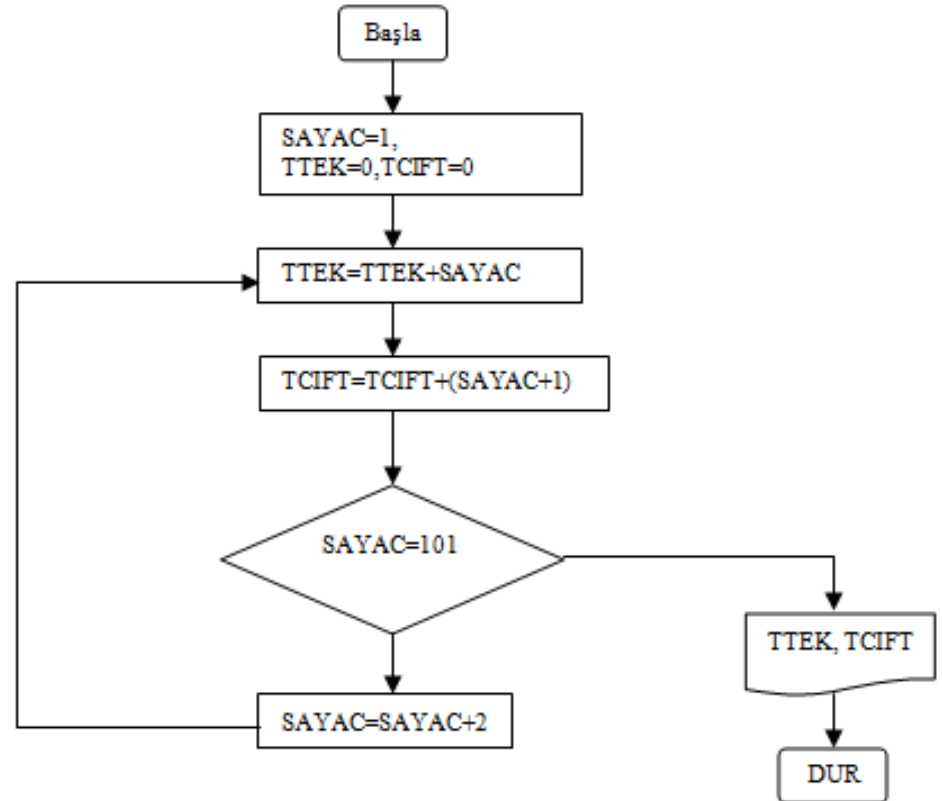 Başla
SAYAC=1,
TTEK=0,TCIFT=0
TTEK=TTEK+SAYAC
TCIFT=TCIFT+(SAYAC+1)
SAYAC=101
TTEK, TCIFT
SAYAC=SAYAC+2
DUR